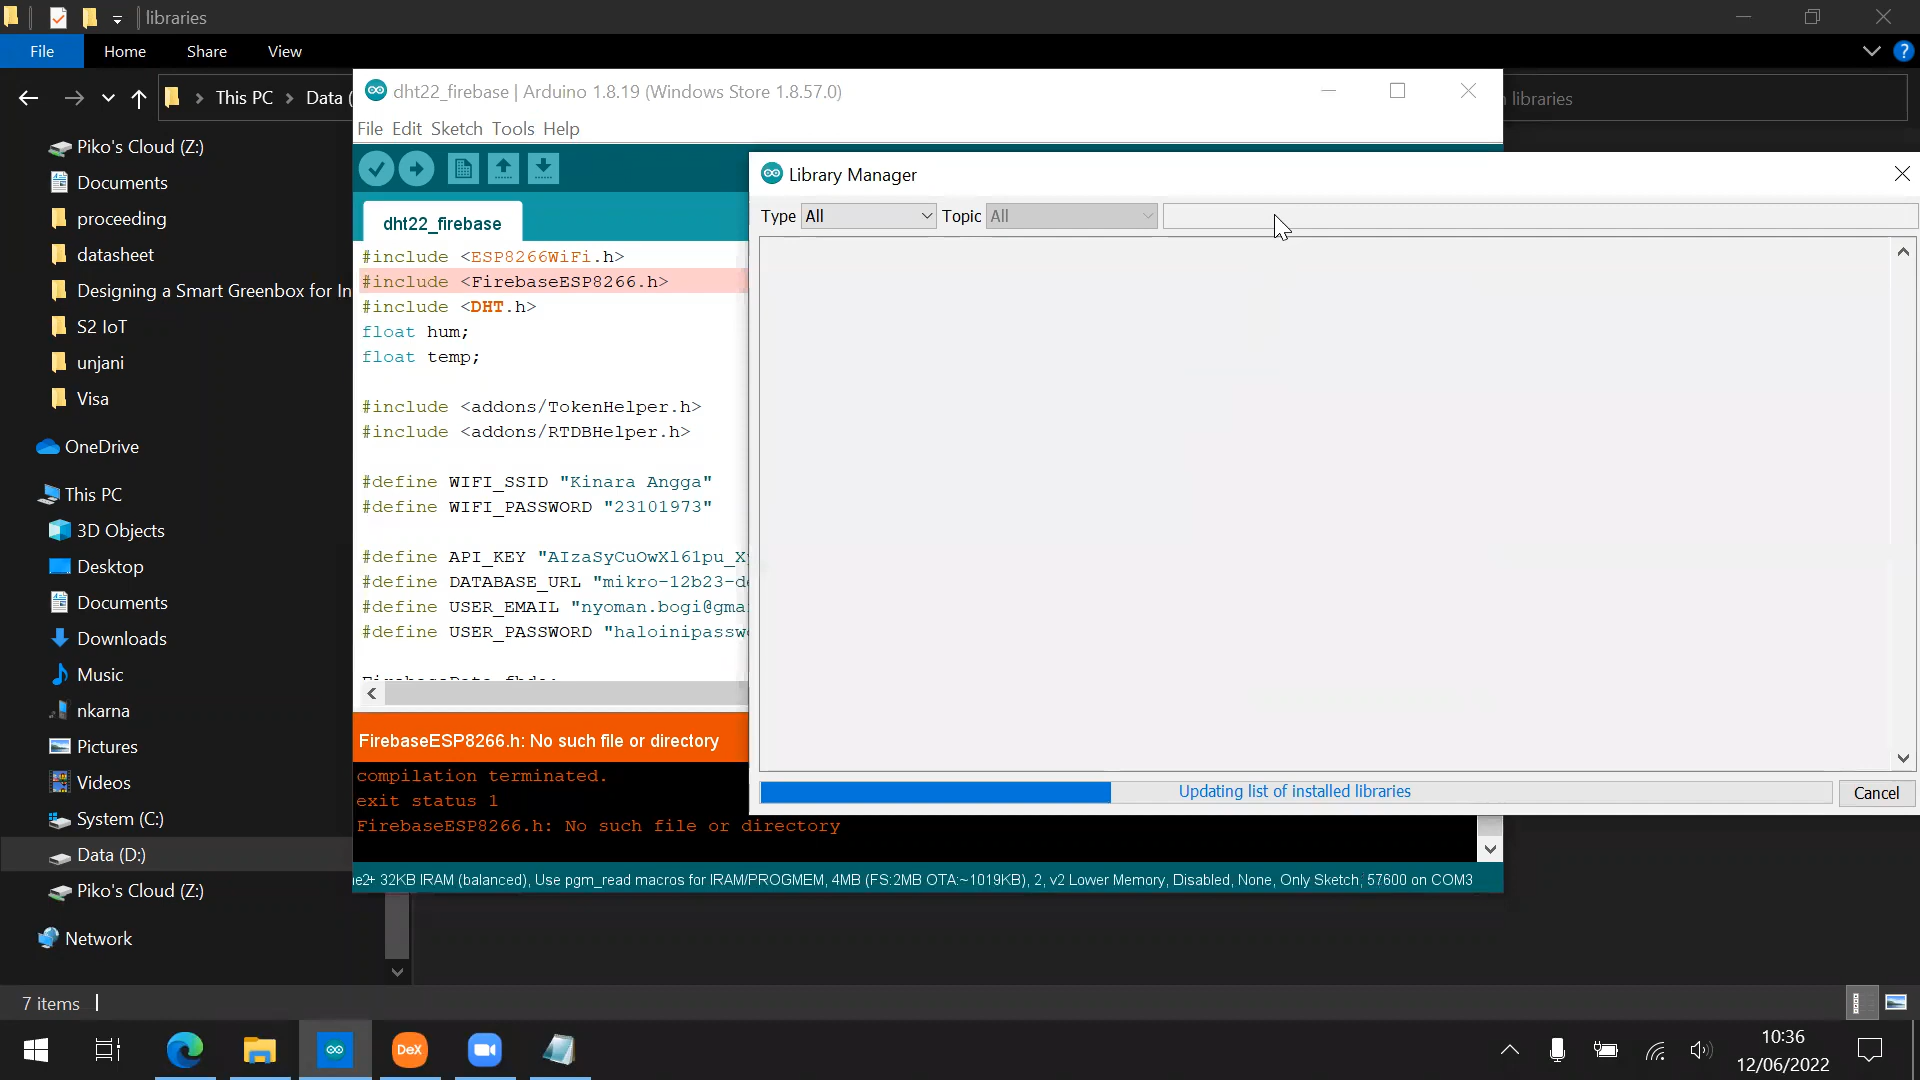 libraries
File Home Share View
This PC Data (
libraries
Piko's Cloud (Z:)
Documents
proceeding
datasheet
Designing a Smart Greenbox for In
S2 IoT
unjani
Visa
OneDrive
This PC
3D Objects
Desktop
Documents
Downloads
Music
nkarna
Pictures
Videos
System (C:)
Data (D:)
Piko's Cloud (Z:)
Network
7 items
dht22_firebase | Arduino 1.8.19 (Windows Store 1.8.57.0)
File Edit Sketch Tools Help
dht22_firebase
#include <ESP8266WiFi.h>
#include <FirebaseESP8266.h>
#include <DHT.h>
float hum;
float temp;
#include <addons/TokenHelper.h>
#include <addons/RTDBHelper.h>
#define WIFI_SSID "Kinara Angga"
#define WIFI_PASSWORD "23101973"
#define API_KEY "AIzaSyCuOwXl61pu_Xy
#define DATABASE_URL "mikro-12b23-de
#define USER_EMAIL "nyoman.bogi@gma
#define USER_PASSWORD "haloinipasswo
FirebaseESP8266.h: No such file or directory
compilation terminated.
exit status 1
FirebaseESP8266.h: No such file or directory
e2+ 32KB IRAM (balanced), Use pgm_read macros for IRAM/PROGMEM, 4MB (FS:2MB OTA:~1019KB), 2, v2 Lower Memory, Disabled, None, Only Sketch, 57600 on COM3
Library Manager
Type All Topic All
Updating list of installed libraries
Cancel
DeX
10:36
12/06/2022